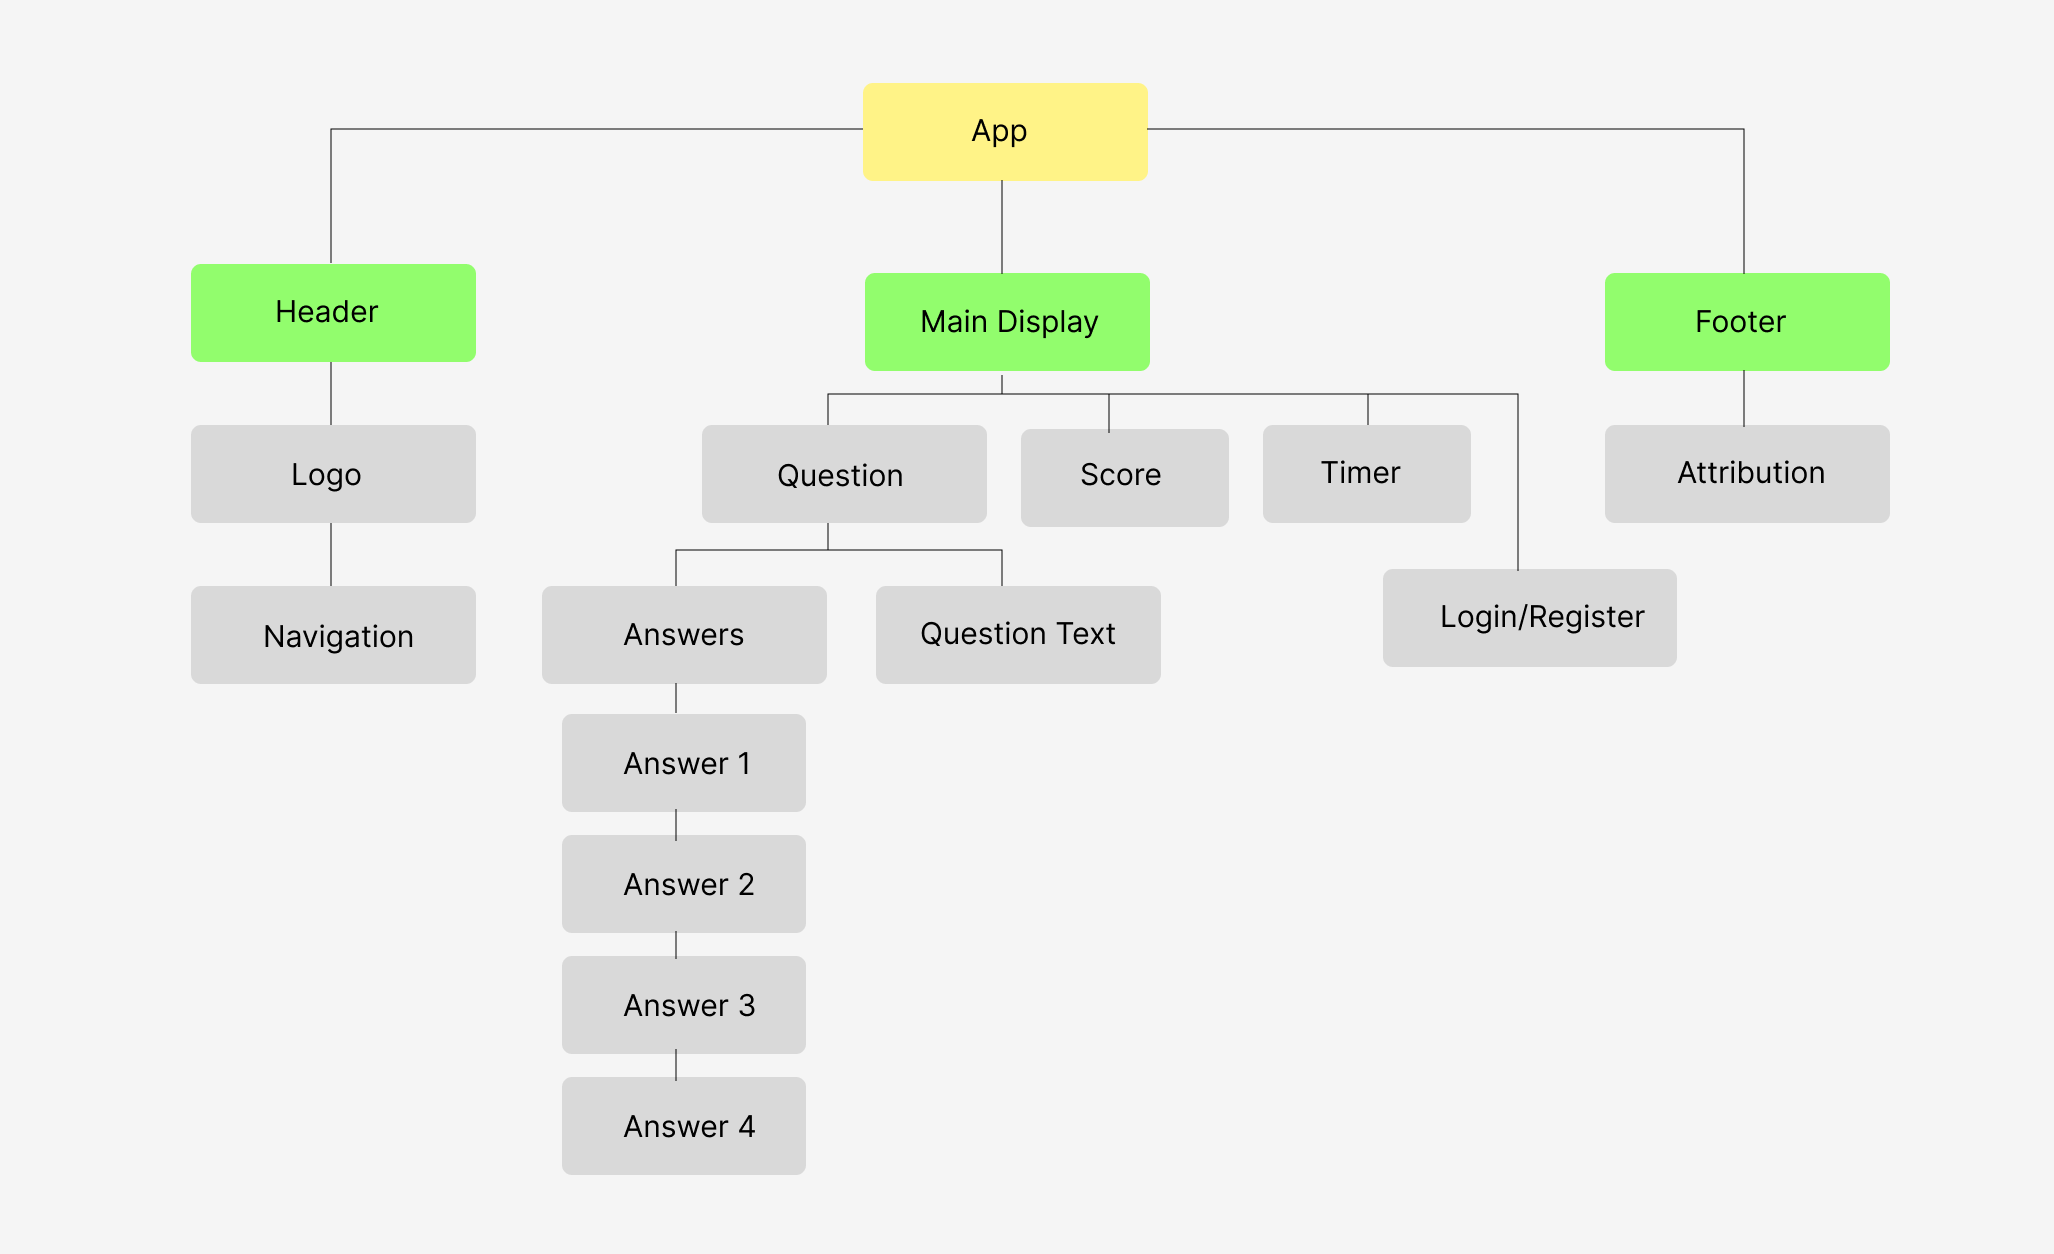 App
Header
Main Display
Footer
Logo
Question
Score
Timer
Attribution
Navigation
Answers
Question Text
Login/Register
Answer 1
Answer 2
Answer 3
Answer 4